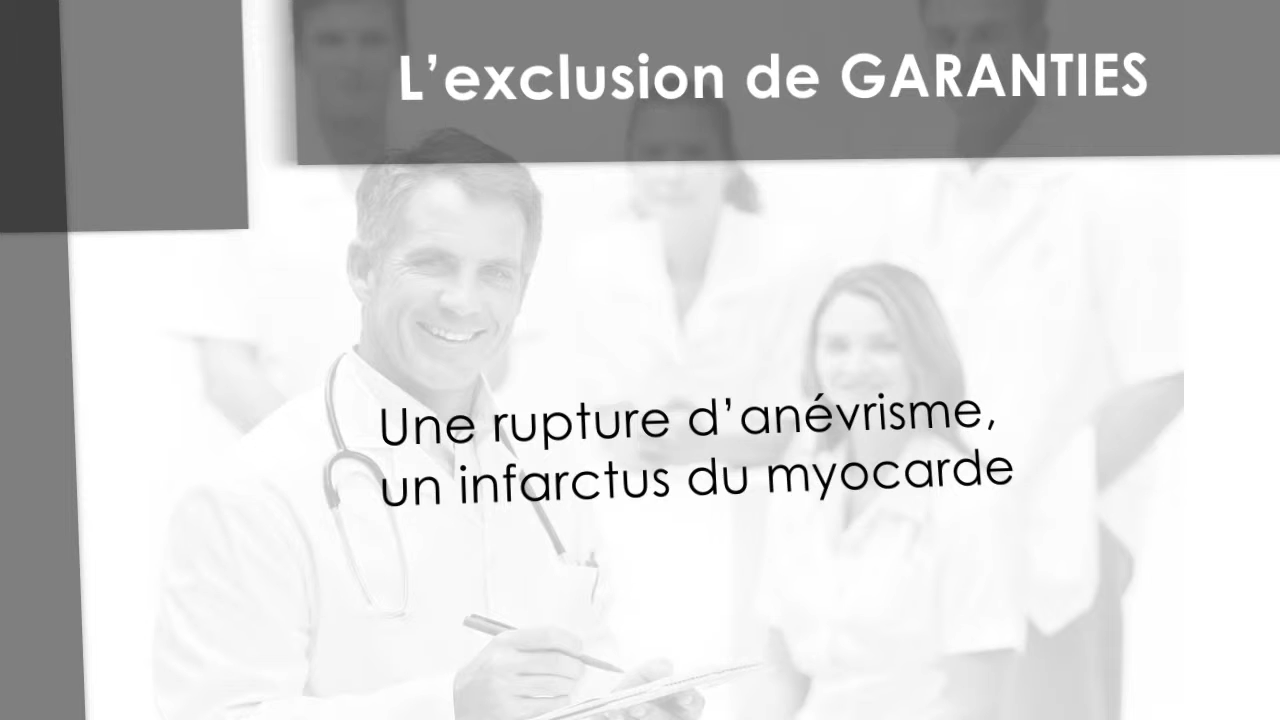 L’exclusion de GARANTIES
Une rupture d’anévrisme,
un infarctus du myocarde